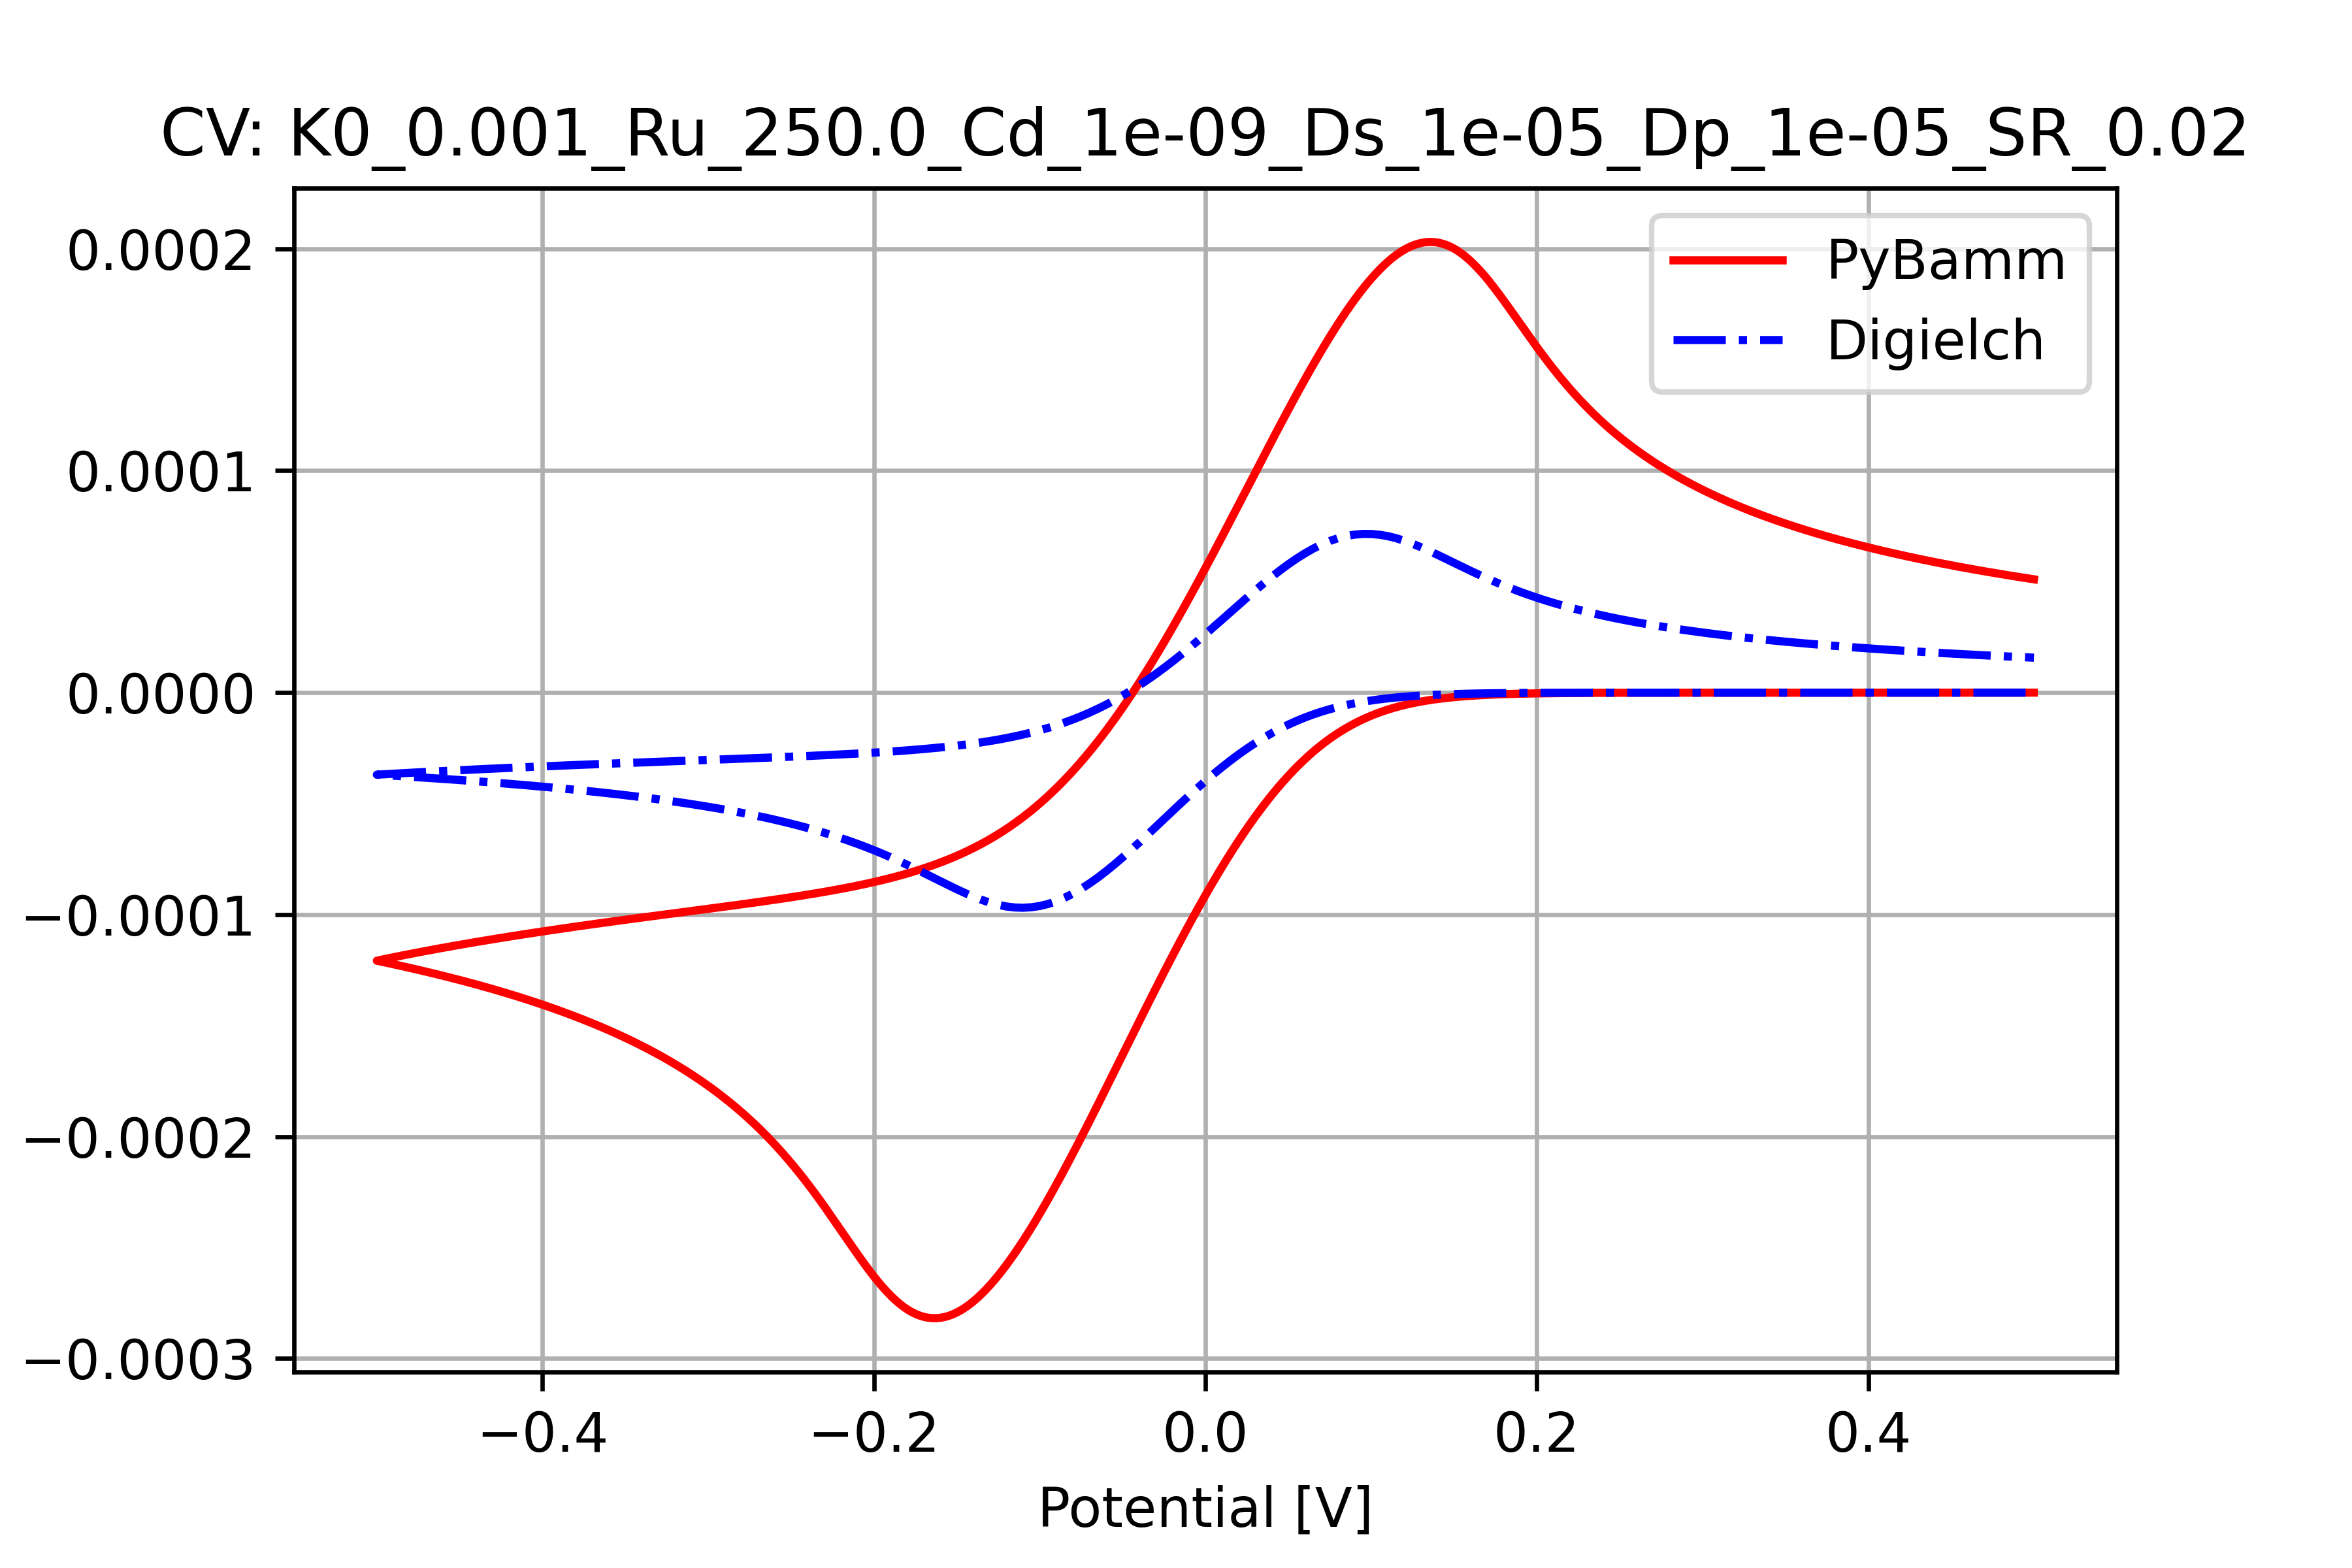 CV: K0_0.001_Ru_250.0_Cd_1e-09_Ds_1e-05_Dp_1e-05_SR_0.02
PyBamm
Digielch
0.0002
0.0001
0.0000
−0.0001
−0.0002
−0.0003
−0.4 −0.2 0.0 0.2 0.4
Potential [V]